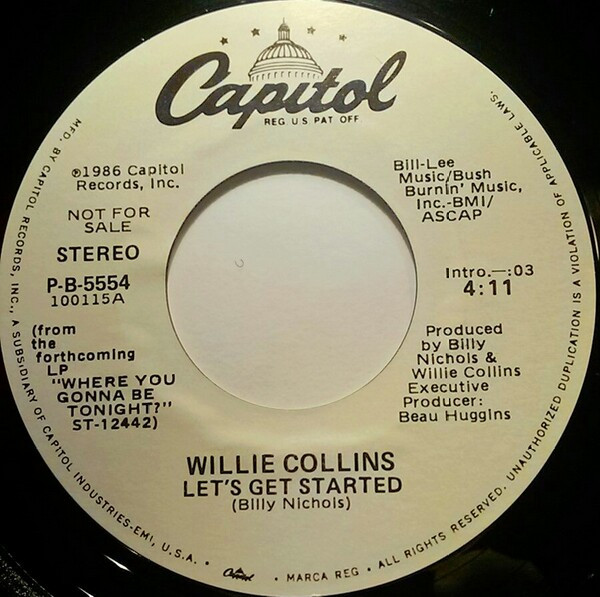 Capitol
REG. U.S. PAT. OFF.
℗1986 Capitol
Records, Inc.
NOT FOR
SALE
STEREO
P-B-5554
100115A
(from
the
forthcoming
LP
"WHERE YOU
GONNA BE
TONIGHT?"
ST-12442)
Bill-Lee
Music/Bush
Burnin' Music,
Inc.-BMI/
ASCAP
Intro.—:03
4:11
Produced
by Billy
Nichols &
Willie Collins
Executive
Producer:
Beau Huggins
WILLIE COLLINS
LET'S GET STARTED
(Billy Nichols)
MFD. BY CAPITOL RECORDS, INC., A SUBSIDIARY OF CAPITOL INDUSTRIES-EMI, U.S.A. • Capitol • MARCA REG. • ALL RIGHTS RESERVED. UNAUTHORIZED DUPLICATION IS A VIOLATION OF APPLICABLE LAWS.